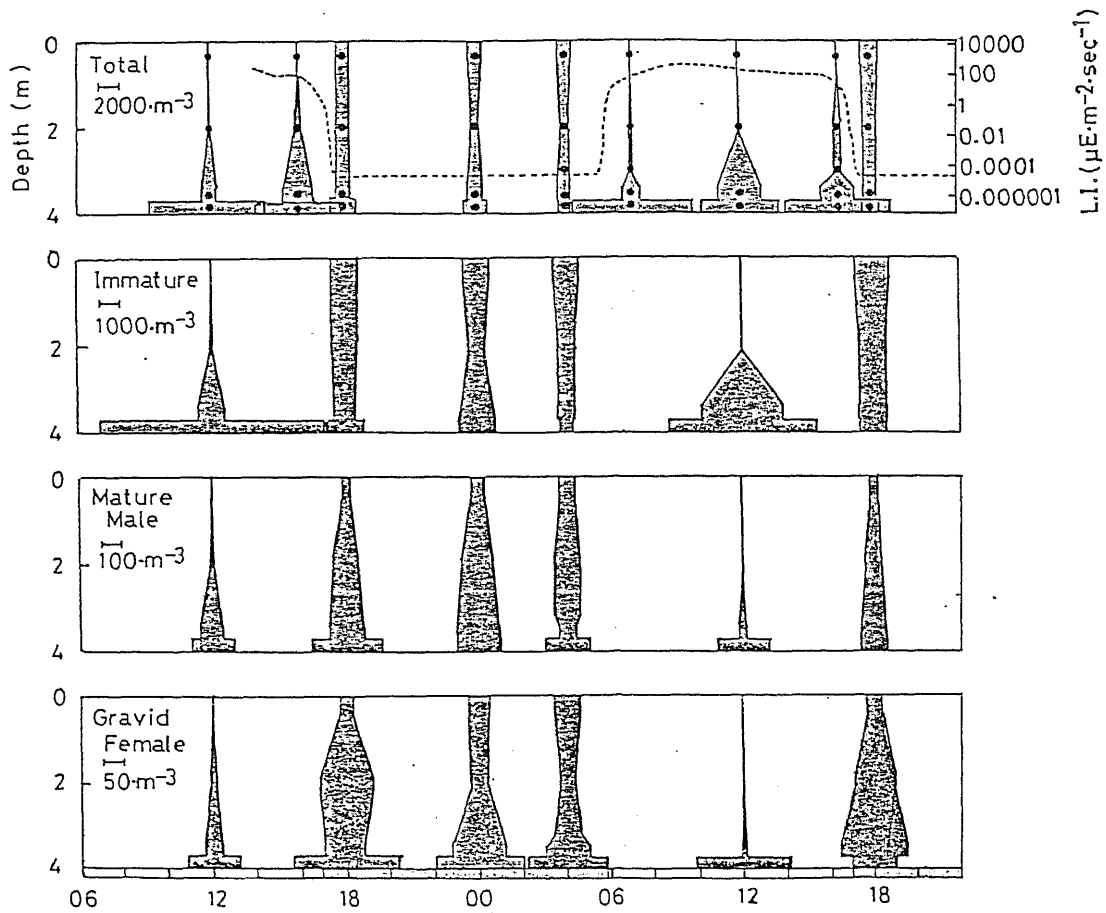 Depth (m)
0
2
4
Total
2000·m⁻³
10000
100
1
0.01
0.0001
0.000001
L.I. (µE·m⁻²·sec⁻¹)
0
2
4
Immature
1000·m⁻³
0
2
4
Mature
Male
100·m⁻³
0
2
4
Gravid
Female
50·m⁻³
06 12 18 00 06 12 18